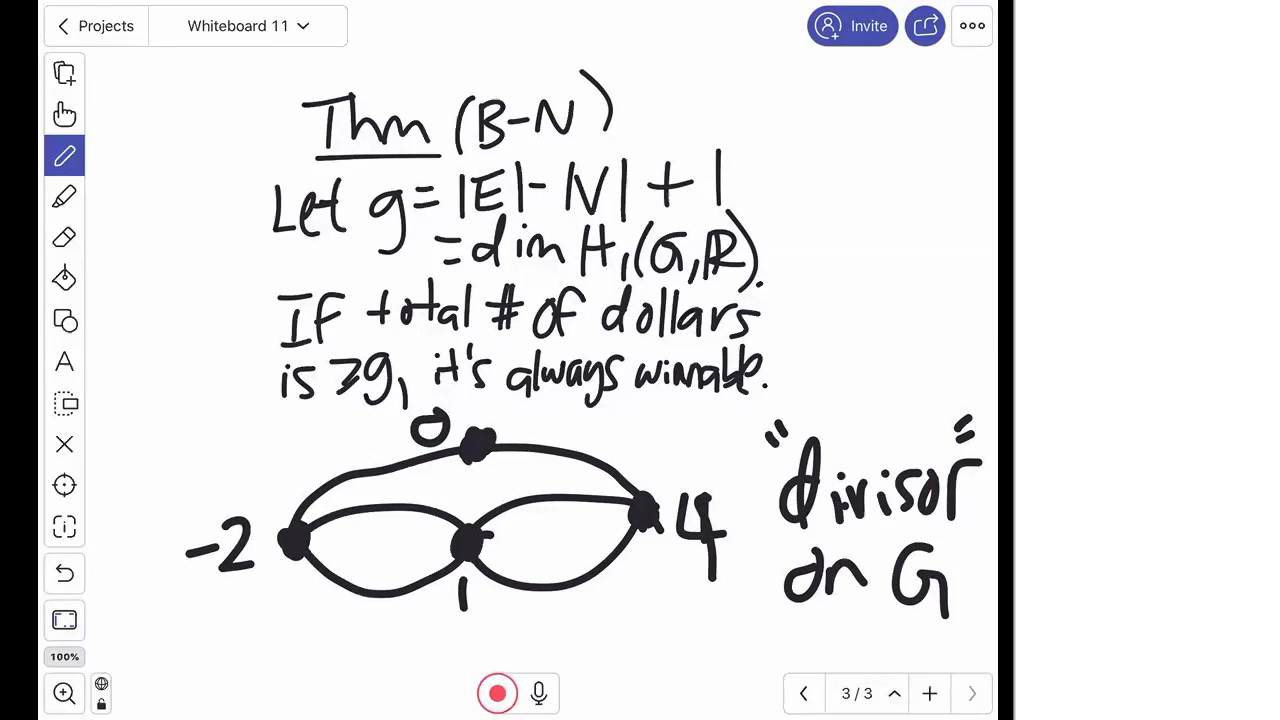 Projects
Whiteboard 11
Invite
Thm (B-N)
Let g = |E| - |V| + 1
= dim H₁(G, ℝ).
If total # of dollars
is ≥ g, it's always winnable.
0
-2
1
4
"divisor"
on G
A
100%
3 / 3